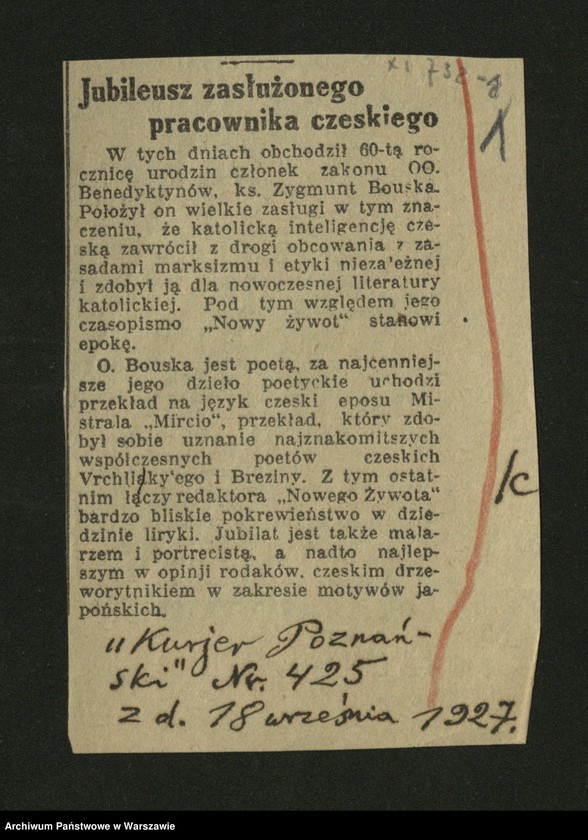 XI 738-8
1
Jubileusz zasłużonego
pracownika czeskiego
W tych dniach obchodził 60-tą ro-
cznicę urodzin członek zakonu OO.
Benedyktynów, ks. Zygmunt Bouska.
Położył on wielkie zasługi w tym zna-
czeniu, że katolicką inteligencję cze-
ską zawrócił z drogi obcowania z za-
sadami marksizmu i etyki nieza'eżnej
i zdobył ją dla nowoczesnej literatury
katolickiej. Pod tym względem jego
czasopismo „Nowy żywot“ stanowi
epokę.
O. Bouska jest poetą, za najcenniej-
sze jego dzieło poetyckie uchodzi
przekład na język czeski eposu Mi-
strala „Mircio“, przekład, który zdo-
był sobie uznanie najznakomitszych
współczesnych poetów czeskich
Vrchlicky'ego i Breziny. Z tym ostat-
nim łączy redaktora „Nowego Żywota“
bardzo bliskie pokrewieństwo w dzie-
dzinie liryki. Jubilat jest także mala-
rzem i portrecistą, a nadto najlep-
szym w opinji rodaków, czeskim drze-
worytnikiem w zakresie motywów ja-
pońskich.
/c
„Kurjer Poznań-
ski" Nr. 425
z d. 18 września 1927.
Archiwum Państwowe w Warszawie